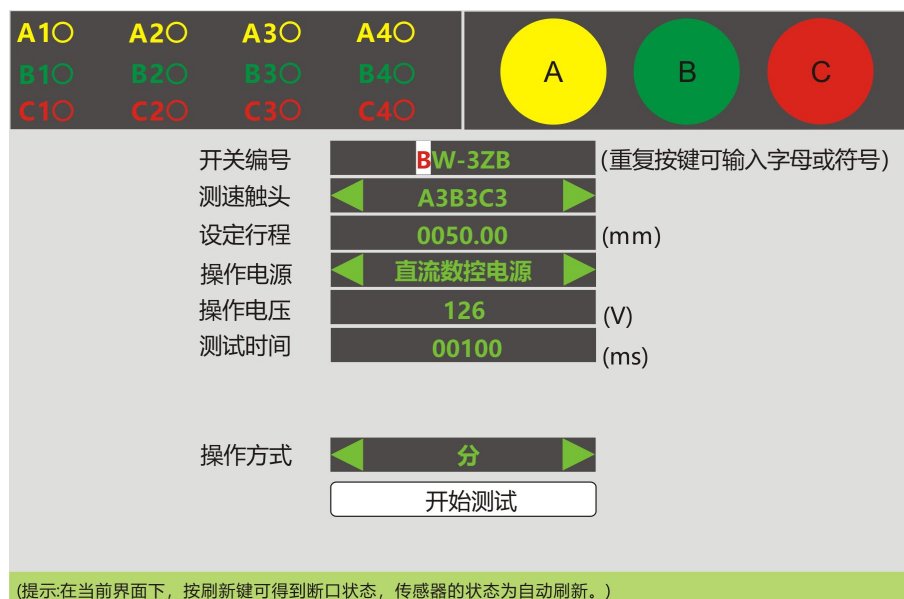 A1○ A2○ A3○ A4○
B1○ B2○ B3○ B4○
C1○ C2○ C3○ C4○
A B C
开关编号 BW-3ZB (重复按键可输入字母或符号)
测速触头 A3B3C3
设定行程 0050.00 (mm)
操作电源 直流数控电源
操作电压 126 (V)
测试时间 00100 (ms)
操作方式 分
开始测试
(提示:在当前界面下，按刷新键可得到断口状态，传感器的状态为自动刷新。)